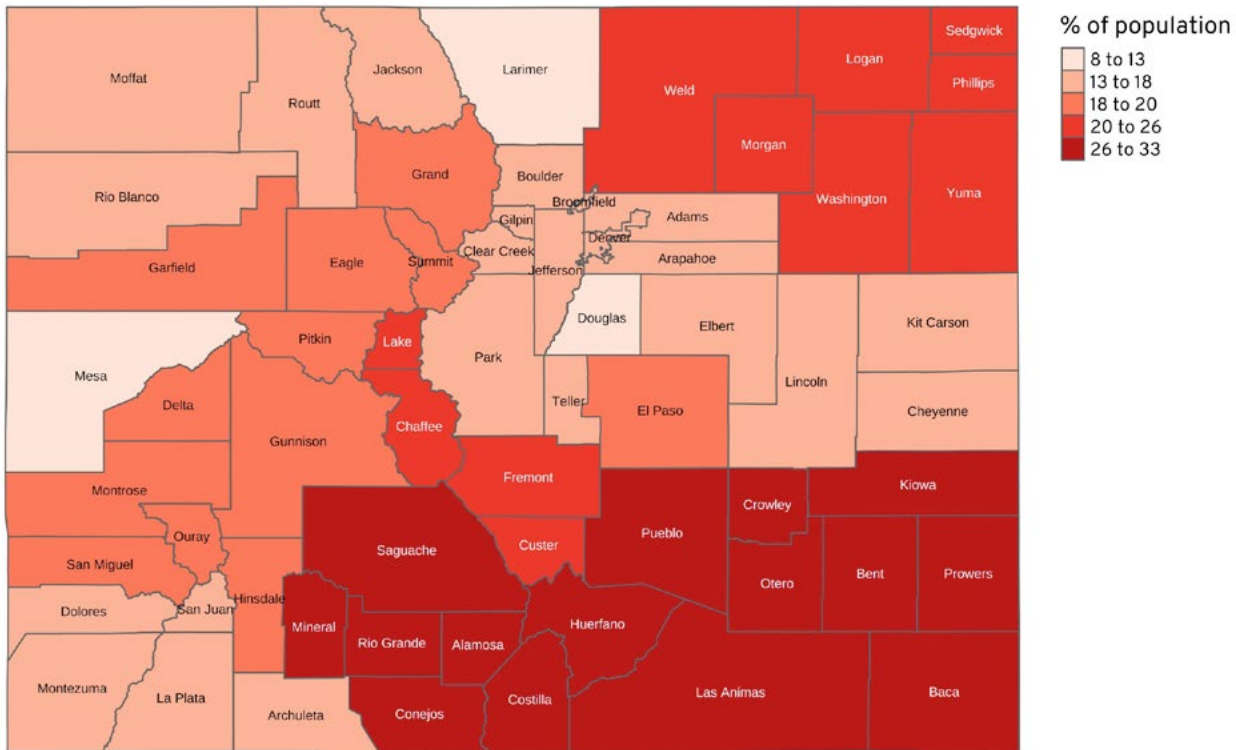 % of population
8 to 13
13 to 18
18 to 20
20 to 26
26 to 33
Sedgwick
Logan
Larimer
Jackson
Moffat
Phillips
Weld
Routt
Morgan
Grand
Boulder
Yuma
Rio Blanco
Washington
Broomfield
Gilpin
Adams
Denver
Clear Creek
Arapahoe
Summit
Eagle
Garfield
Jefferson
Douglas
Kit Carson
Elbert
Pitkin
Lake
Park
Mesa
Lincoln
Teller
Delta
El Paso
Cheyenne
Chaffee
Gunnison
Fremont
Kiowa
Montrose
Crowley
Pueblo
Ouray
Custer
Saguache
San Miguel
Bent
Prowers
Otero
Hinsdale
Dolores
San Juan
Huerfano
Mineral
Rio Grande
Alamosa
Montezuma
La Plata
Las Animas
Baca
Costilla
Conejos
Archuleta